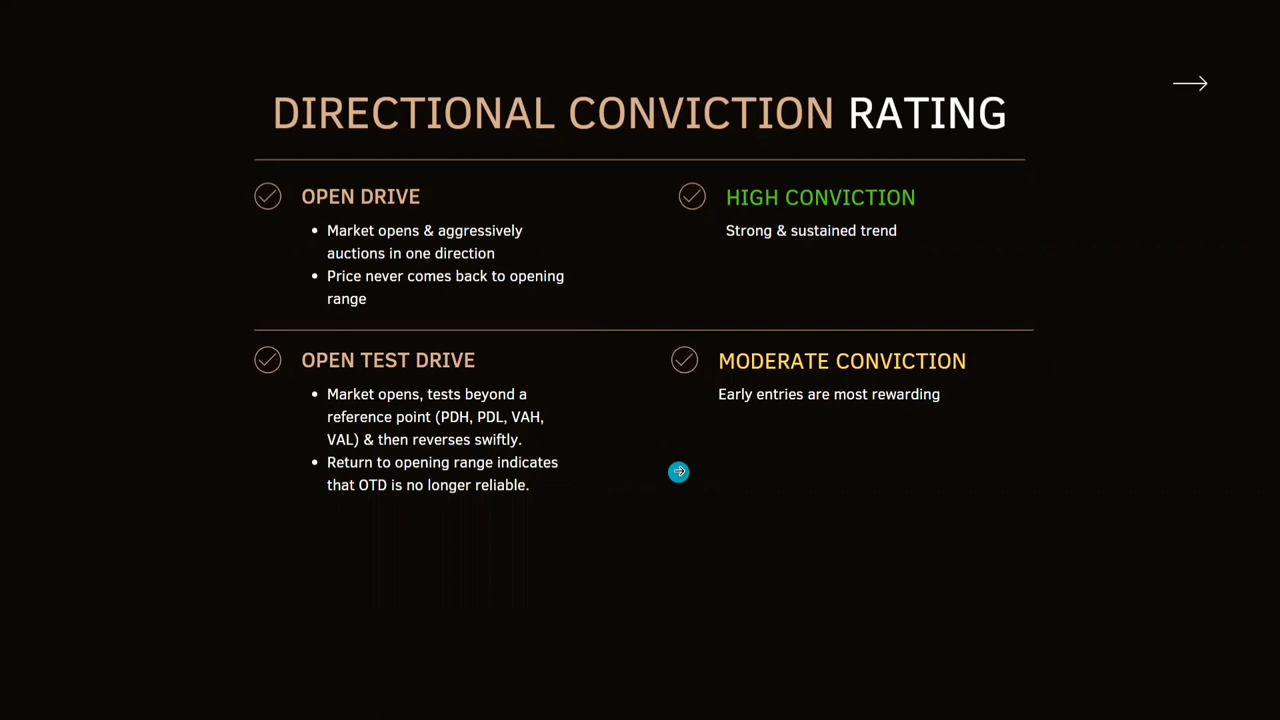 DIRECTIONAL CONVICTION RATING
OPEN DRIVE
• Market opens & aggressively
auctions in one direction
• Price never comes back to opening
range
HIGH CONVICTION
Strong & sustained trend
OPEN TEST DRIVE
• Market opens, tests beyond a
reference point (PDH, PDL, VAH,
VAL) & then reverses swiftly.
• Return to opening range indicates
that OTD is no longer reliable.
MODERATE CONVICTION
Early entries are most rewarding